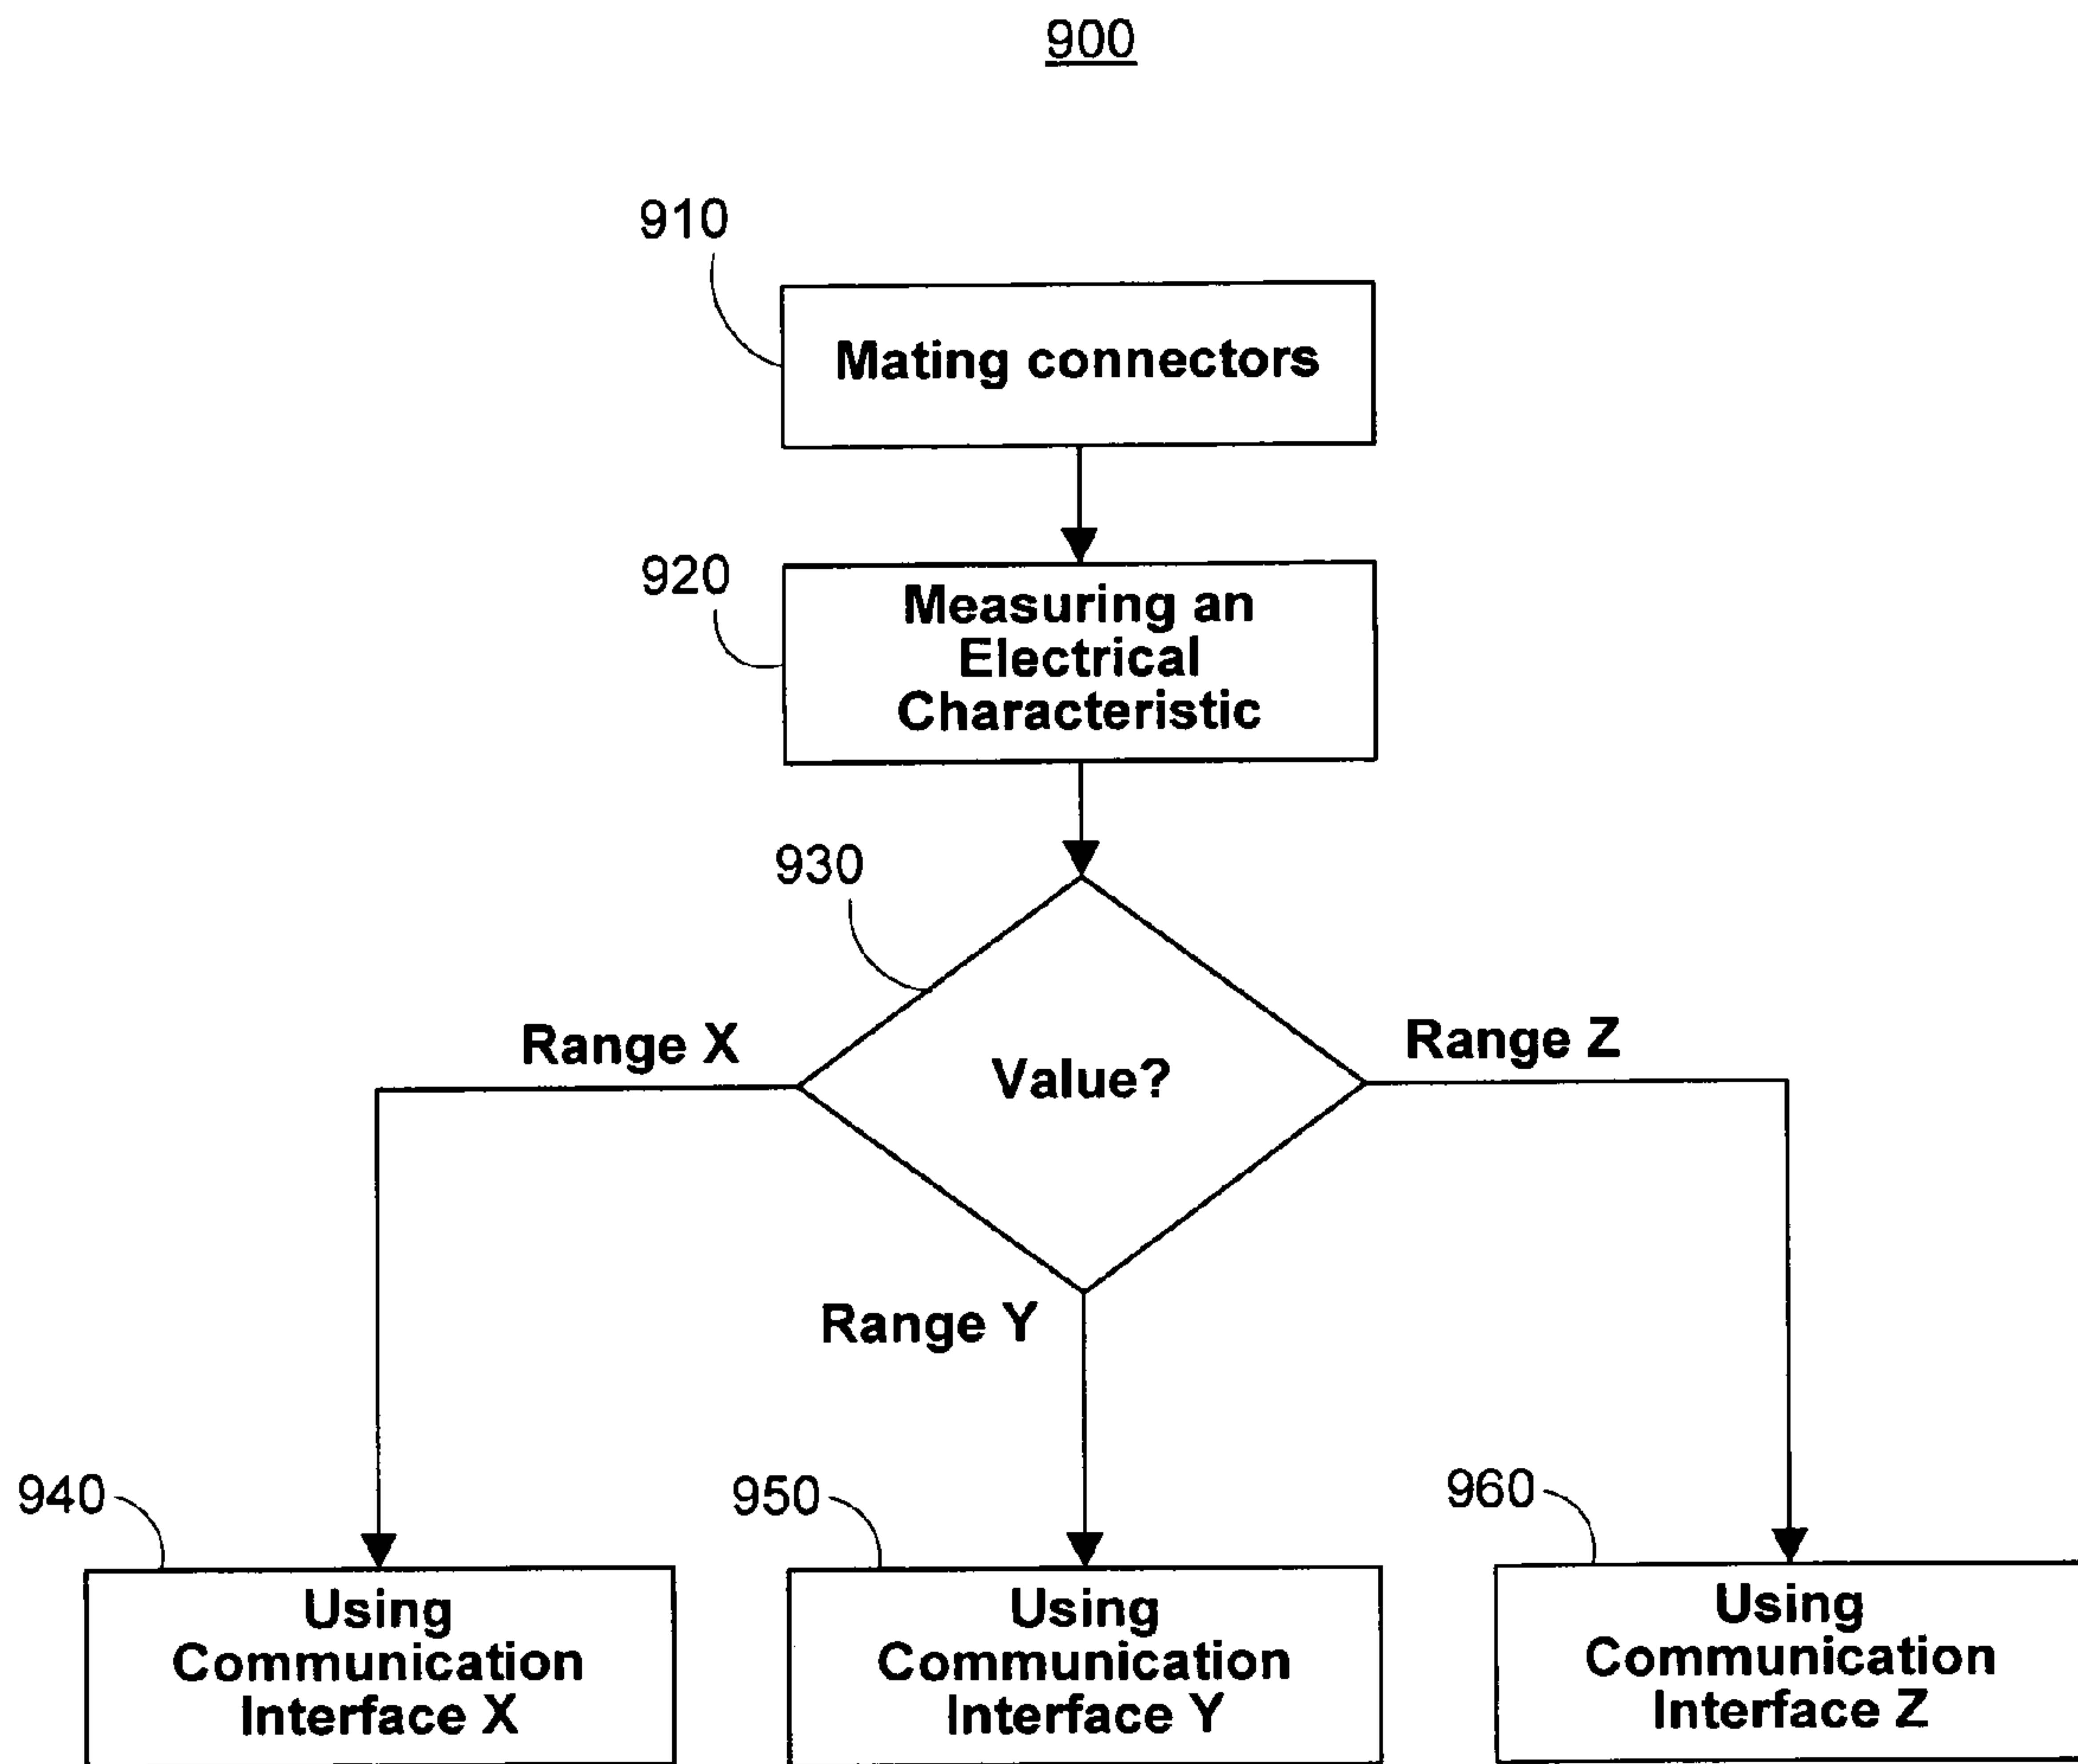 900
910
Mating connectors
920
Measuring an
Electrical
Characteristic
930
Range X
Value?
Range Z
Range Y
940
Using
Communication
Interface X
950
Using
Communication
Interface Y
960
Using
Communication
Interface Z